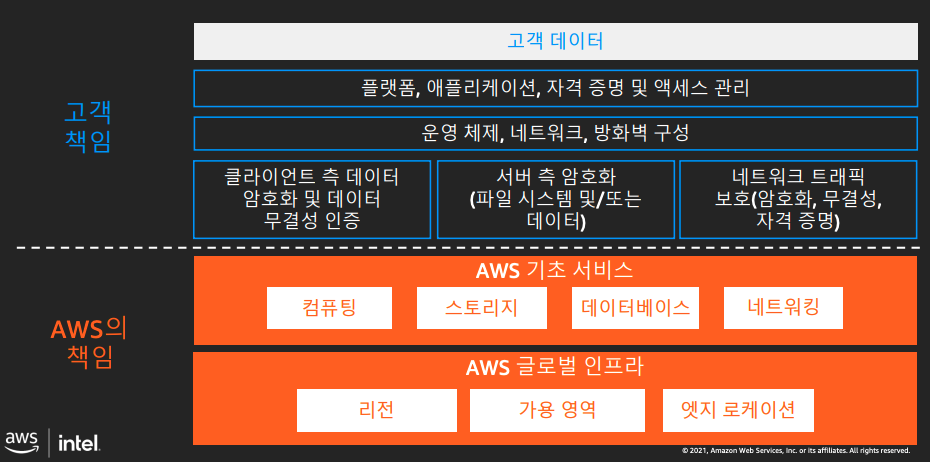 고객 데이터
플랫폼, 애플리케이션, 자격 증명 및 액세스 관리
고객
책임
운영 체제, 네트워크, 방화벽 구성
클라이언트 측 데이터
암호화 및 데이터
무결성 인증
서버 측 암호화
(파일 시스템 및/또는
데이터)
네트워크 트래픽
보호(암호화, 무결성,
자격 증명)
AWS 기초 서비스
컴퓨팅
스토리지
데이터베이스
네트워킹
AWS의
책임
AWS 글로벌 인프라
리전
가용 영역
엣지 로케이션
aws
intel.
© 2021, Amazon Web Services, Inc. or its affiliates. All rights reserved.